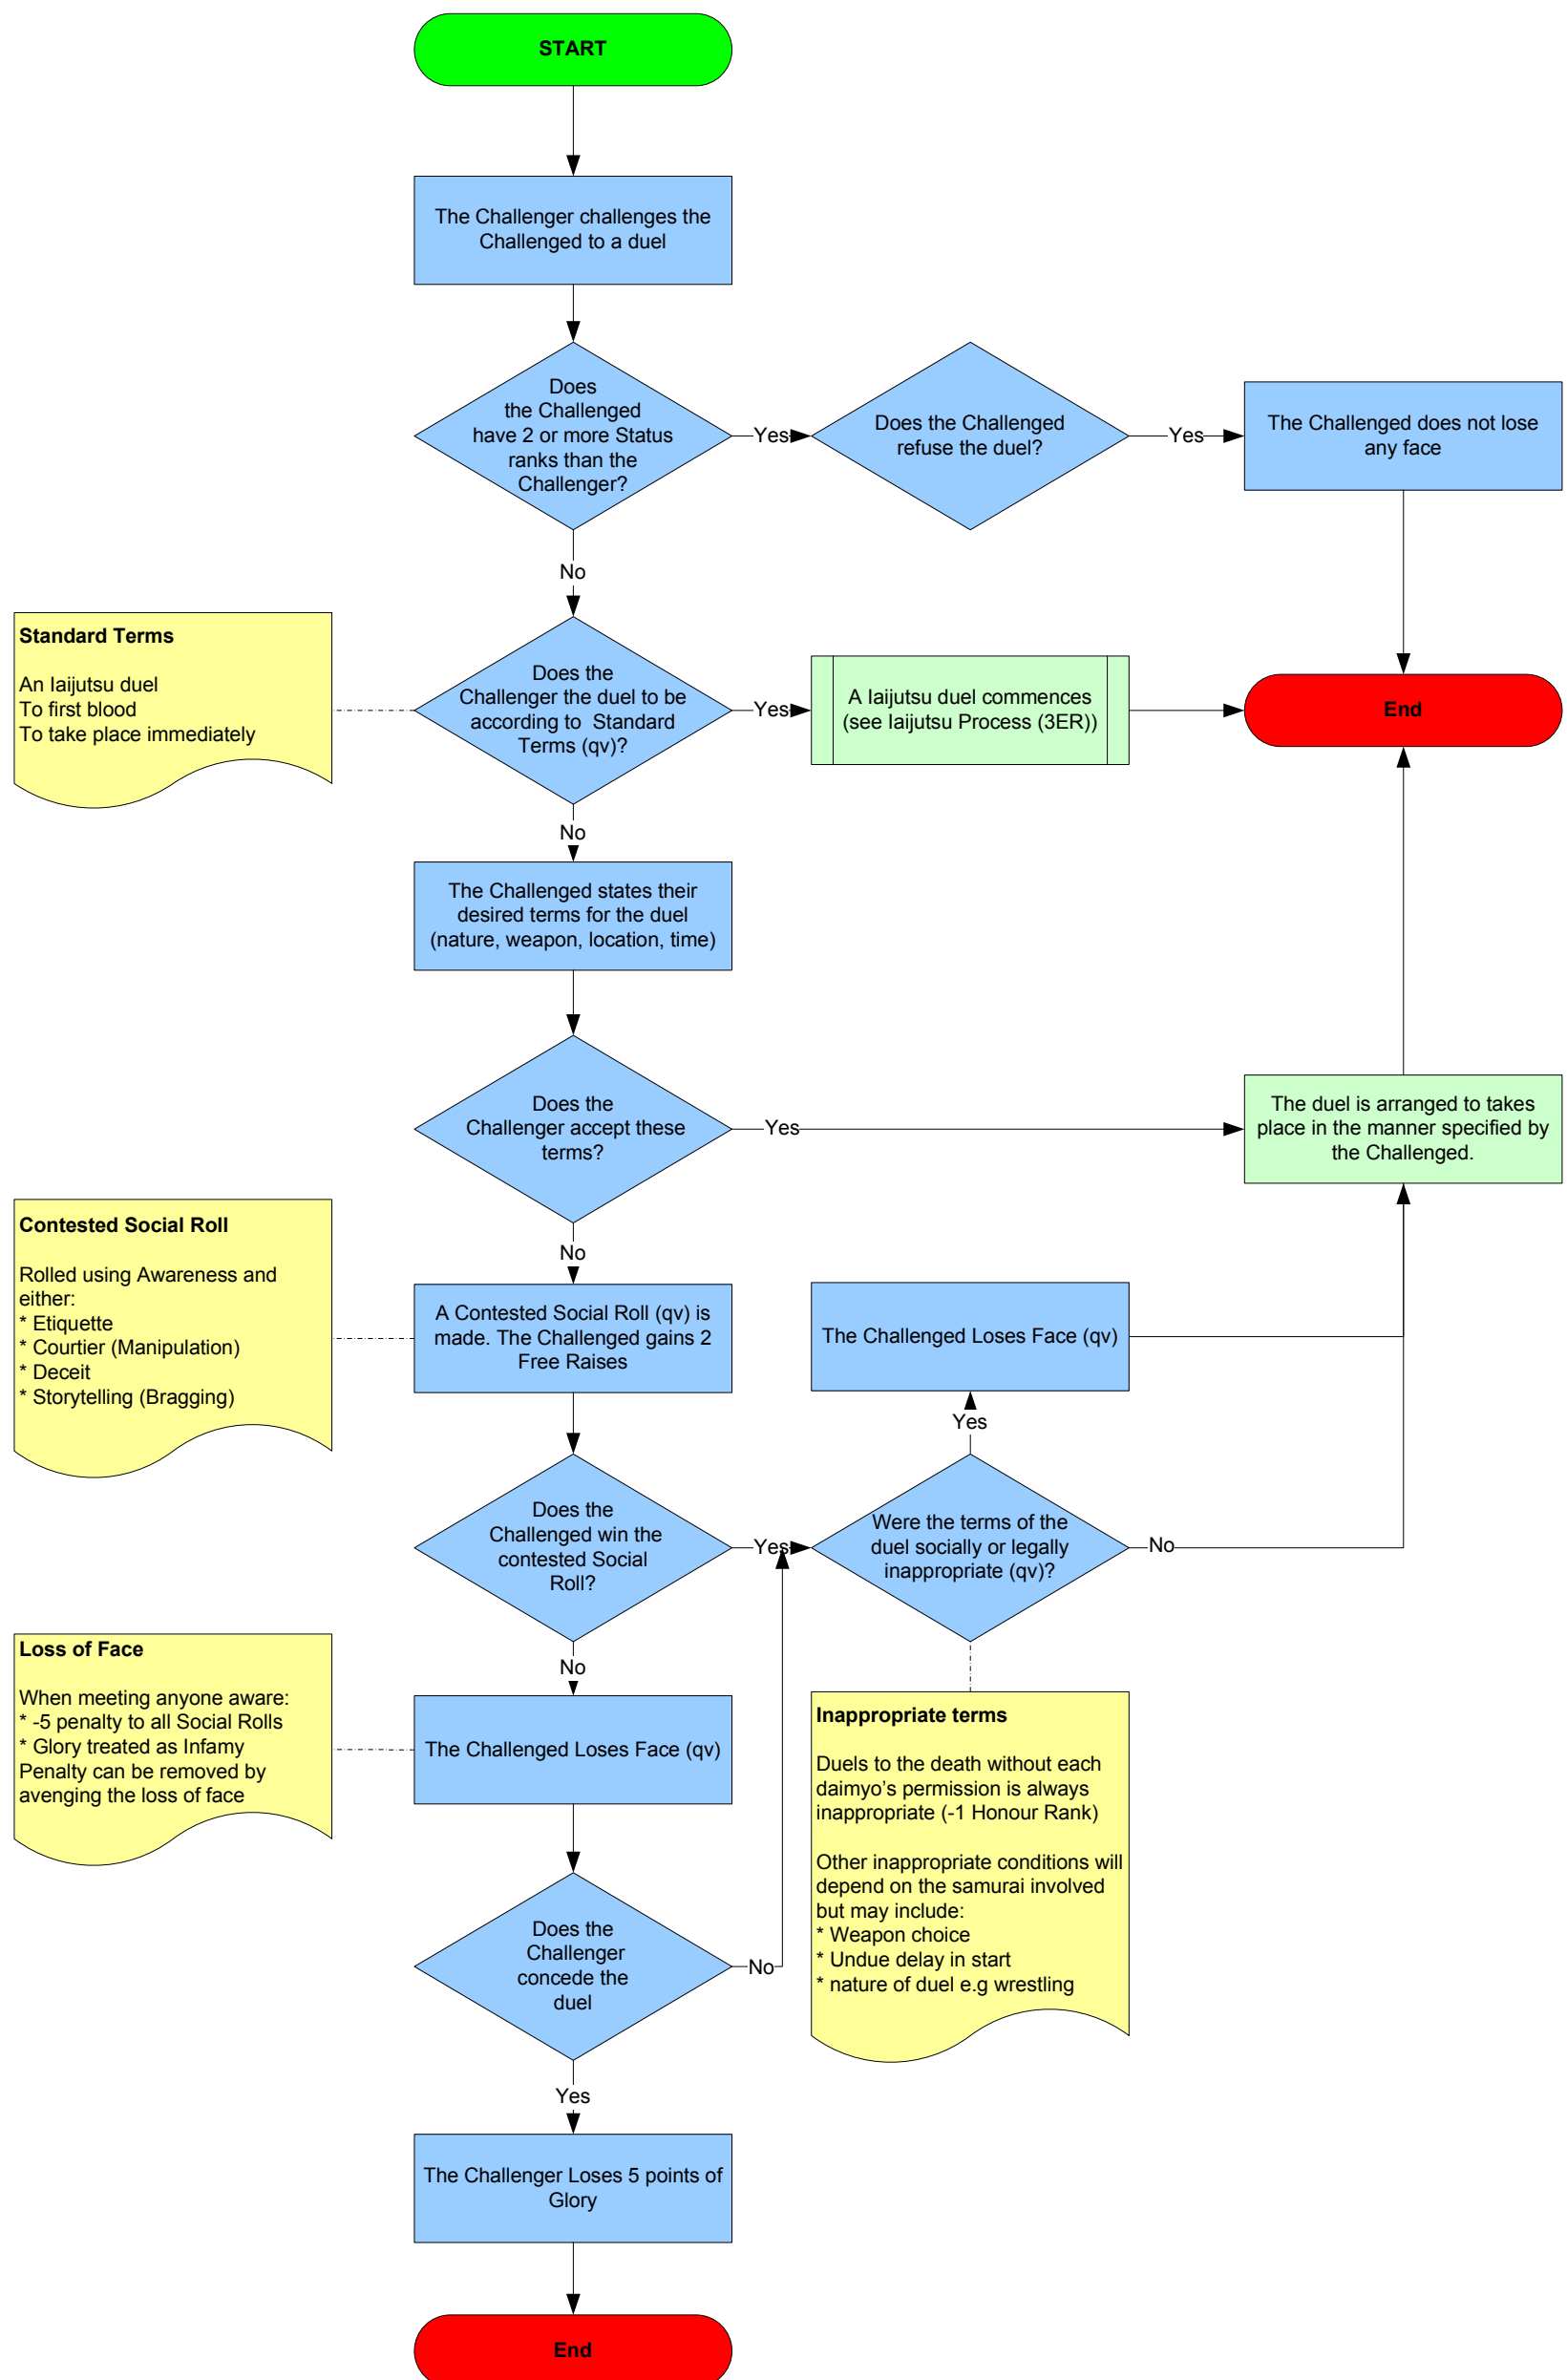 START
The Challenger challenges the
Challenged to a duel
Does
the Challenged
have 2 or more Status
ranks than the
Challenger?
Yes
Does the Challenged
refuse the duel?
Yes
The Challenged does not lose
any face
No
Standard Terms
An Iaijutsu duel
To first blood
To take place immediately
Does the
Challenger the duel to be
according to Standard
Terms (qv)?
Yes
A Iaijutsu duel commences
(see Iaijutsu Process (3ER))
End
No
The Challenged states their
desired terms for the duel
(nature, weapon, location, time)
Does the
Challenger accept these
terms?
Yes
The duel is arranged to takes
place in the manner specified by
the Challenged.
No
Contested Social Roll
Rolled using Awareness and
either:
* Etiquette
* Courtier (Manipulation)
* Deceit
* Storytelling (Bragging)
A Contested Social Roll (qv) is
made. The Challenged gains 2
Free Raises
The Challenged Loses Face (qv)
Yes
Does the
Challenged win the
contested Social
Roll?
Yes
Were the terms of the
duel socially or legally
inappropriate (qv)?
No
No
Loss of Face
When meeting anyone aware:
* -5 penalty to all Social Rolls
* Glory treated as Infamy
Penalty can be removed by
avenging the loss of face
The Challenged Loses Face (qv)
Inappropriate terms
Duels to the death without each
daimyo's permission is always
inappropriate (-1 Honour Rank)
Other inappropriate conditions will
depend on the samurai involved
but may include:
* Weapon choice
* Undue delay in start
* nature of duel e.g wrestling
Does the
Challenger
concede the
duel
No
Yes
The Challenger Loses 5 points of
Glory
End